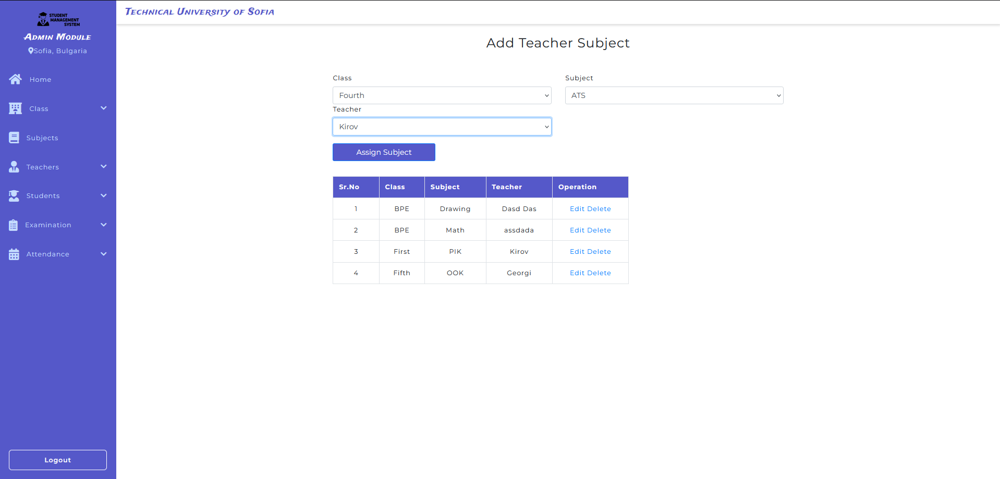 STUDENT
MANAGEMENT
SYSTEM
Admin Module
Sofia, Bulgaria
Home
Class
Subjects
Teachers
Students
Examination
Attendance
Logout
Technical University of Sofia
Add Teacher Subject
Class
Fourth
Subject
ATS
Teacher
Kirov
Assign Subject
Sr.No Class Subject Teacher Operation
1 BPE Drawing Dasd Das Edit Delete
2 BPE Math assdada Edit Delete
3 First PIK Kirov Edit Delete
4 Fifth OOK Georgi Edit Delete